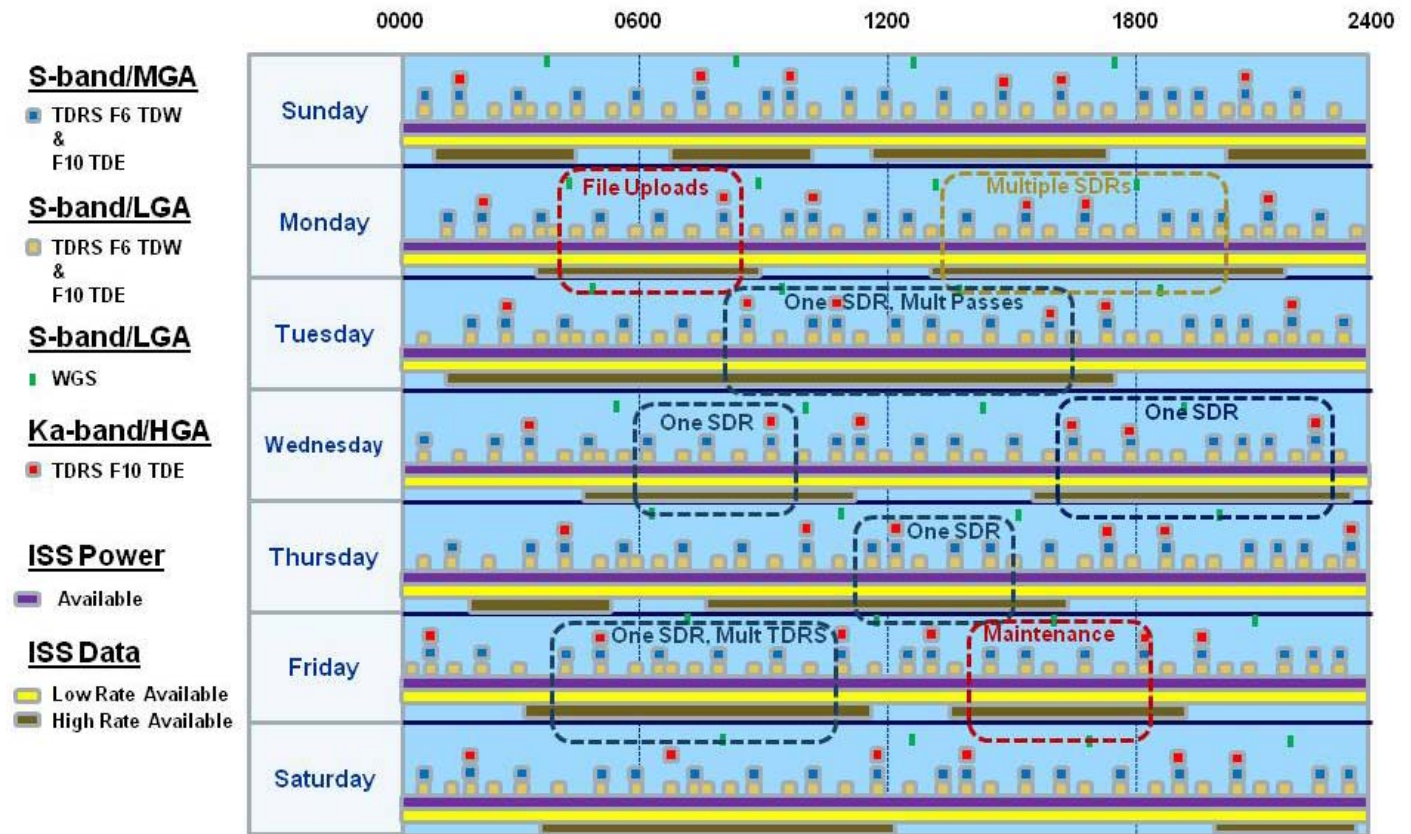 0000 0600 1200 1800 2400
S-band/MGA
TDRS F6 TDW
&
F10 TDE
S-band/LGA
TDRS F6 TDW
&
F10 TDE
S-band/LGA
WGS
Ka-band/HGA
TDRS F10 TDE
ISS Power
Available
ISS Data
Low Rate Available
High Rate Available
Sunday
Monday
File Uploads
Multiple SDRs
Tuesday
One SDR, Mult Passes
Wednesday
One SDR
One SDR
Thursday
One SDR
Friday
One SDR, Mult TDRS
Maintenance
Saturday